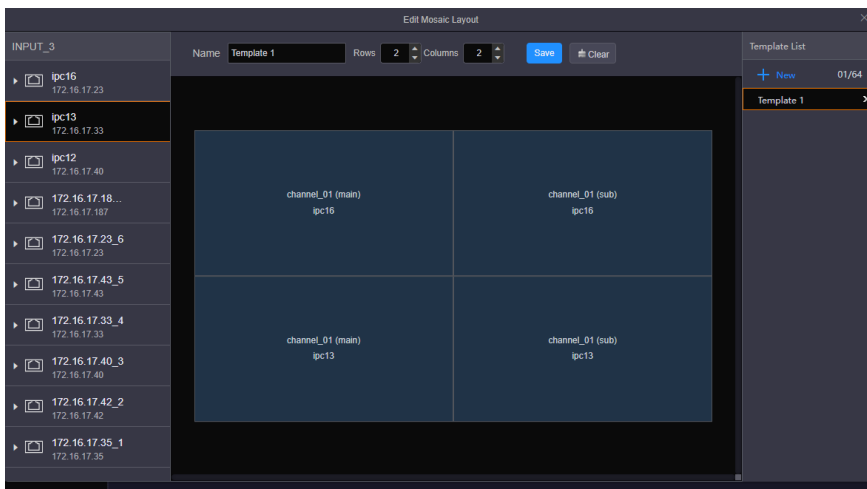 Edit Mosaic Layout
INPUT_3
Name Template 1 Rows 2 Columns 2 Save Clear
Template List
New 01/64
Template 1
ipc16
172.16.17.23
ipc13
172.16.17.33
ipc12
172.16.17.40
172.16.17.18...
172.16.17.187
172.16.17.23_6
172.16.17.23
172.16.17.43_5
172.16.17.43
172.16.17.33_4
172.16.17.33
172.16.17.40_3
172.16.17.40
172.16.17.42_2
172.16.17.42
172.16.17.35_1
172.16.17.35
channel_01 (main)
ipc16
channel_01 (sub)
ipc16
channel_01 (main)
ipc13
channel_01 (sub)
ipc13